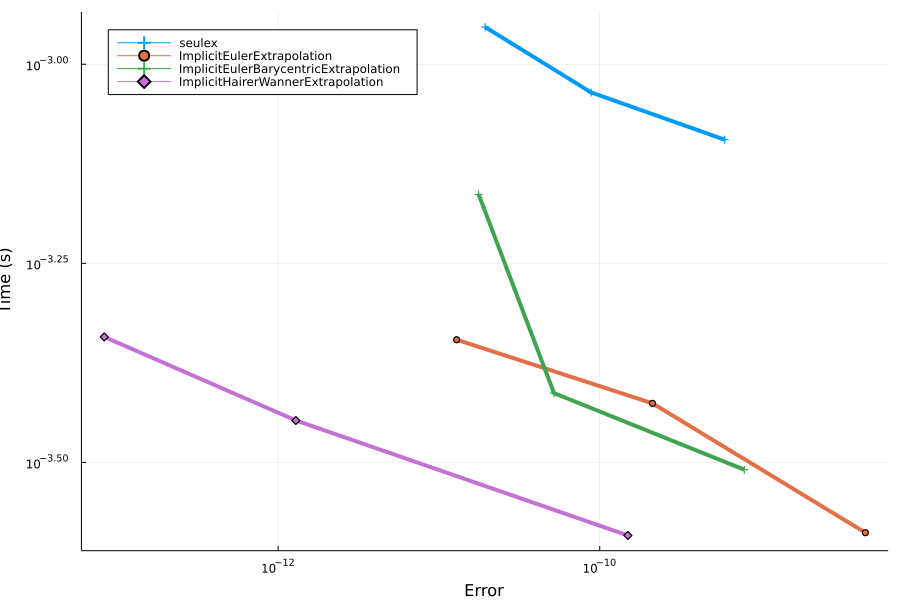 seulex
ImplicitEulerExtrapolation
ImplicitEulerBarycentricExtrapolation
ImplicitHairerWannerExtrapolation
10^−3.00
10^−3.25
10^−3.50
Time (s)
10^−12
10^−10
Error